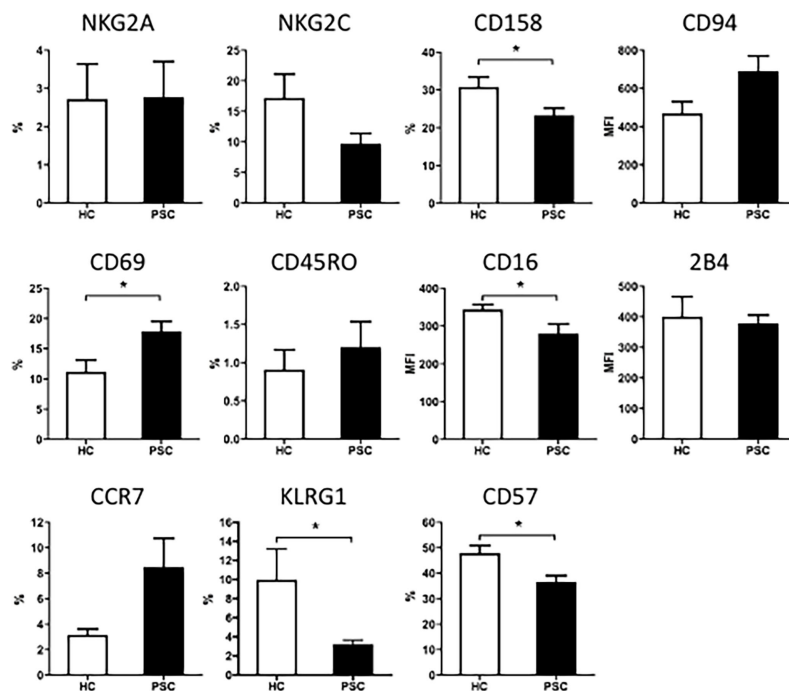 NKG2A
4
3
2
1
0
%
HC
PSC
NKG2C
25
20
15
10
5
0
%
HC
PSC
CD158
*
40
30
20
10
0
%
HC
PSC
CD94
800
600
400
200
0
MFI
HC
PSC
CD69
*
25
20
15
10
5
0
%
HC
PSC
CD45RO
2.0
1.5
1.0
0.5
0.0
%
HC
PSC
CD16
*
400
300
200
100
0
MFI
HC
PSC
2B4
500
400
300
200
100
0
MFI
HC
PSC
CCR7
12
10
8
6
4
2
0
%
HC
PSC
KLRG1
*
16
14
12
10
8
6
4
2
0
%
HC
PSC
CD57
*
60
50
40
30
20
10
0
%
HC
PSC